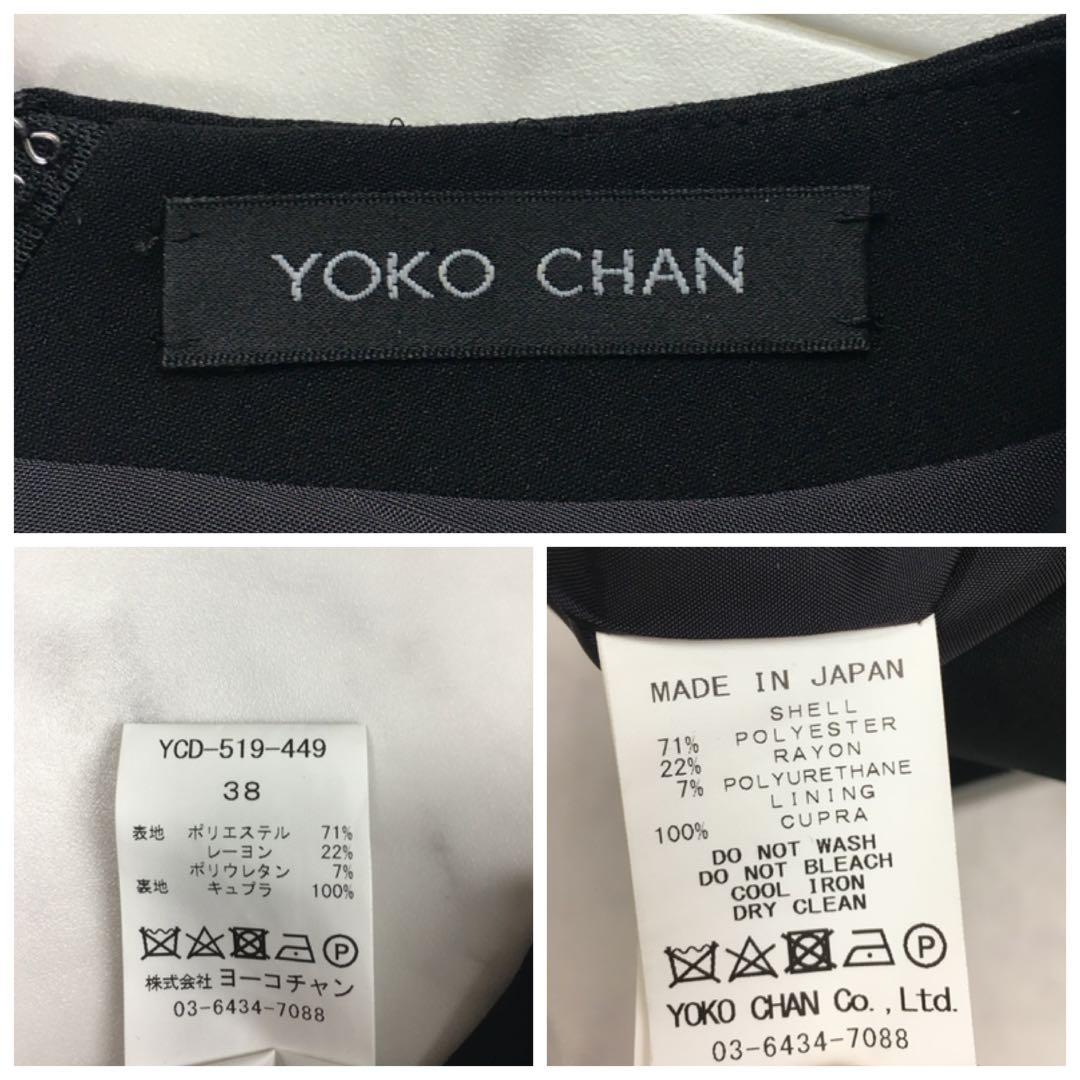 YOKO CHAN
YCD-519-449
38
表地 ポリエステル 71%
レーヨン 22%
ポリウレタン 7%
裏地 キュプラ 100%
P
株式会社 ヨーコチャン
03-6434-7088
MADE IN JAPAN
SHELL
71% POLYESTER
22% RAYON
7% POLYURETHANE
LINING
100% CUPRA
DO NOT WASH
DO NOT BLEACH
COOL IRON
DRY CLEAN
P
YOKO CHAN Co., Ltd.
03-6434-7088